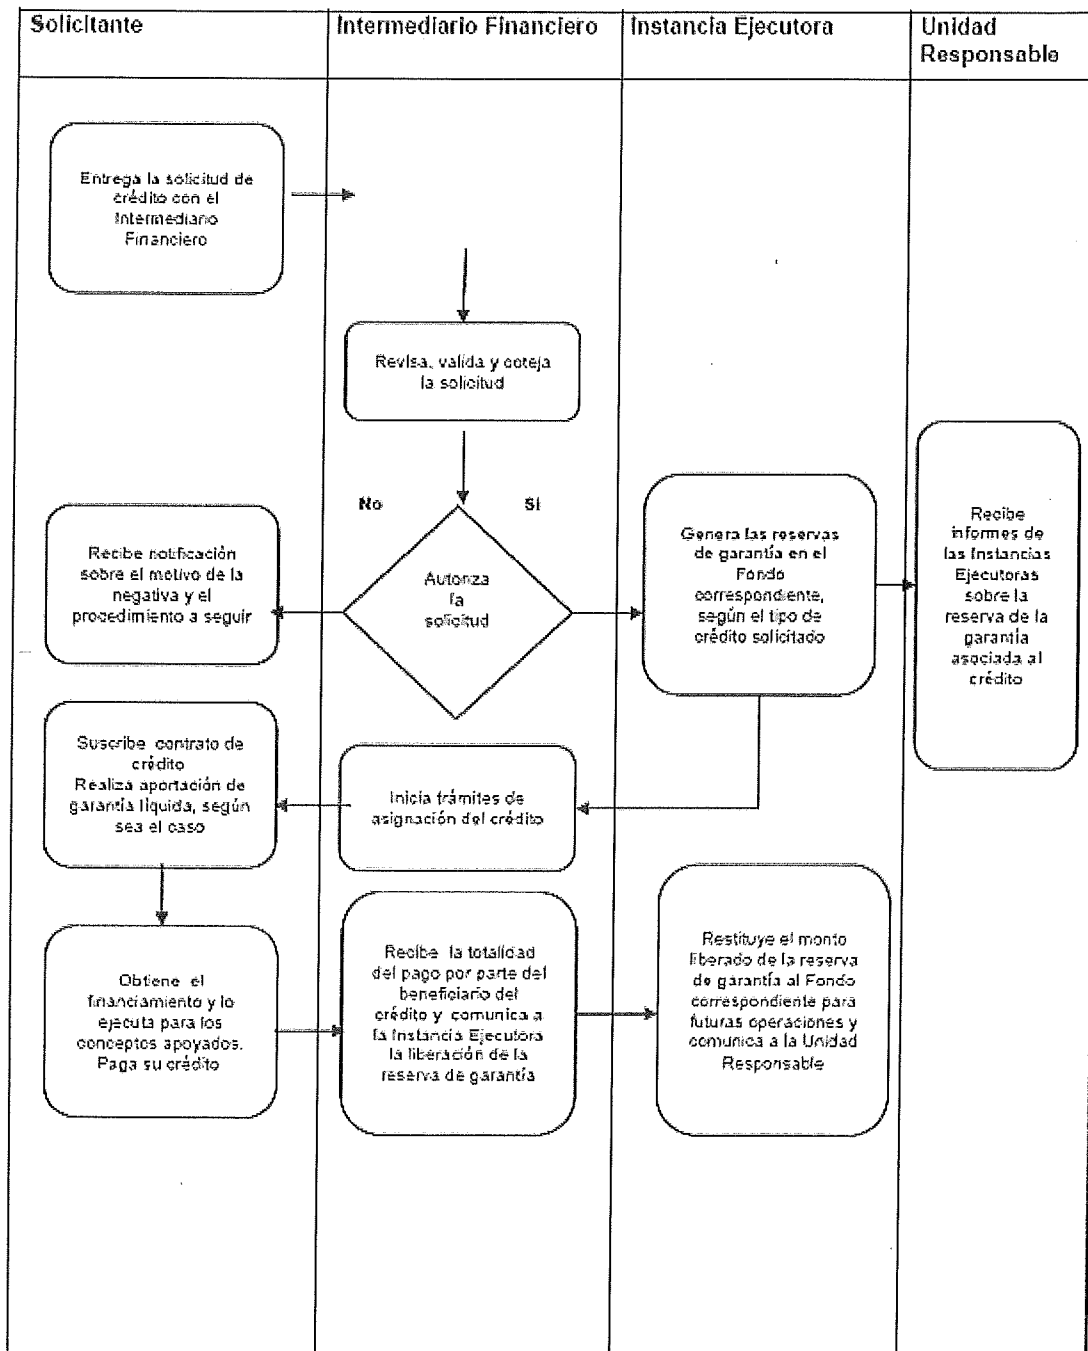 Solicitante
Intermediario Financiero
Instancia Ejecutora
Unidad
Responsable
Entrega la solicitud de
crédito con el
Intermediario
Financiero
Revisa, valida y coteja
la solicitud
No
Si
Autoriza
la
solicitud
Recibe notificación
sobre el motivo de la
negativa y el
procedimiento a seguir
Genera las reservas
de garantía en el
Fondo
correspondiente,
según el tipo de
crédito solicitado
Recibe
informes de
las Instancias
Ejecutoras
sobre la
reserva de la
garantía
asociada al
crédito
Suscribe contrato de
crédito
Realiza aportación de
garantía líquida, según
sea el caso
Inicia trámites de
asignación del crédito
Obtiene el
financiamiento y lo
ejecuta para los
conceptos apoyados.
Paga su crédito
Recibe la totalidad
del pago por parte del
beneficiario del
crédito y comunica a
la Instancia Ejecutora
la liberación de la
reserva de garantía
Restituye el monto
liberado de la reserva
de garantía al Fondo
correspondiente para
futuras operaciones y
comunica a la Unidad
Responsable